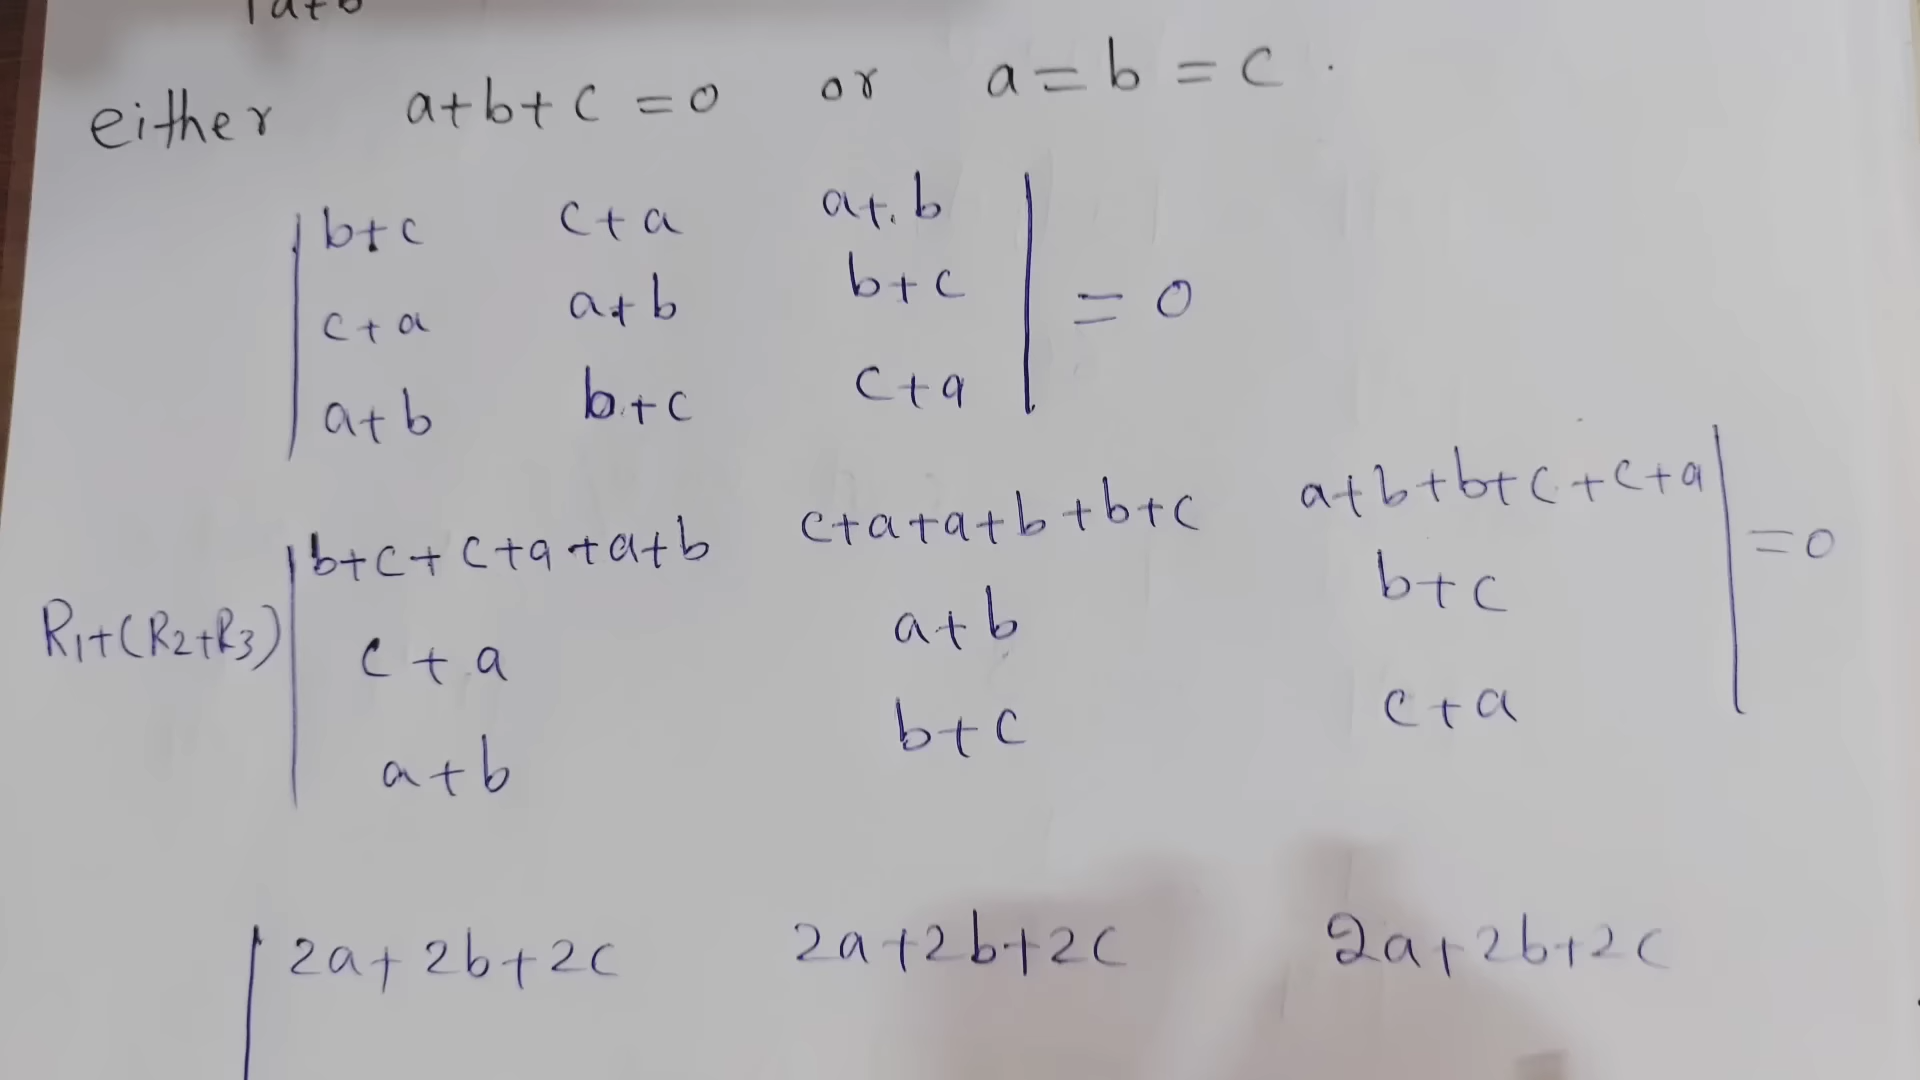 either a+b+c=0 or a=b=c.
| b+c c+a a+b |
| c+a a+b b+c | = 0
| a+b b+c c+a |
| b+c+c+a+a+b c+a+a+b+b+c a+b+b+c+c+a | =0
R1+(R2+R3) | c+a a+b b+c |
| a+b b+c c+a |
| 2a+2b+2c 2a+2b+2c 2a+2b+2c